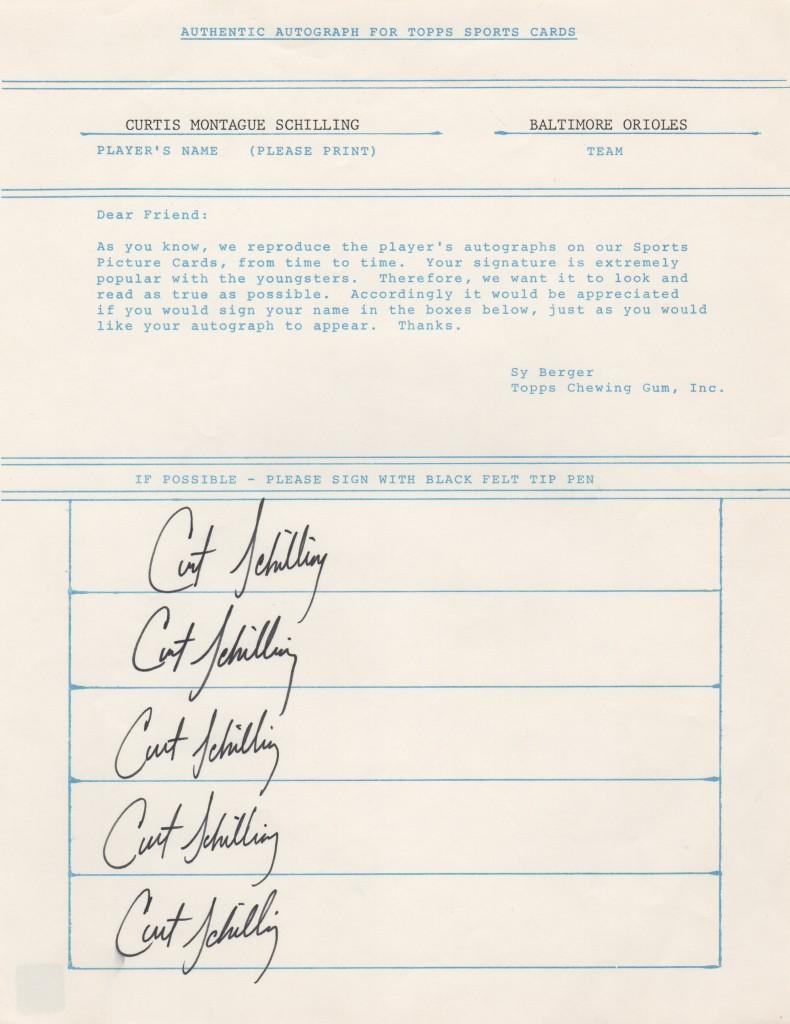 AUTHENTIC AUTOGRAPH FOR TOPPS SPORTS CARDS
CURTIS MONTAGUE SCHILLING BALTIMORE ORIOLES
PLAYER'S NAME (PLEASE PRINT) TEAM
Dear Friend:
As you know, we reproduce the player's autographs on our Sports
Picture Cards, from time to time. Your signature is extremely
popular with the youngsters. Therefore, we want it to look and
read as true as possible. Accordingly it would be appreciated
if you would sign your name in the boxes below, just as you would
like your autograph to appear. Thanks.
Sy Berger
Topps Chewing Gum, Inc.
IF POSSIBLE - PLEASE SIGN WITH BLACK FELT TIP PEN
Curt Schilling
Curt Schilling
Curt Schilling
Curt Schilling
Curt Schilling